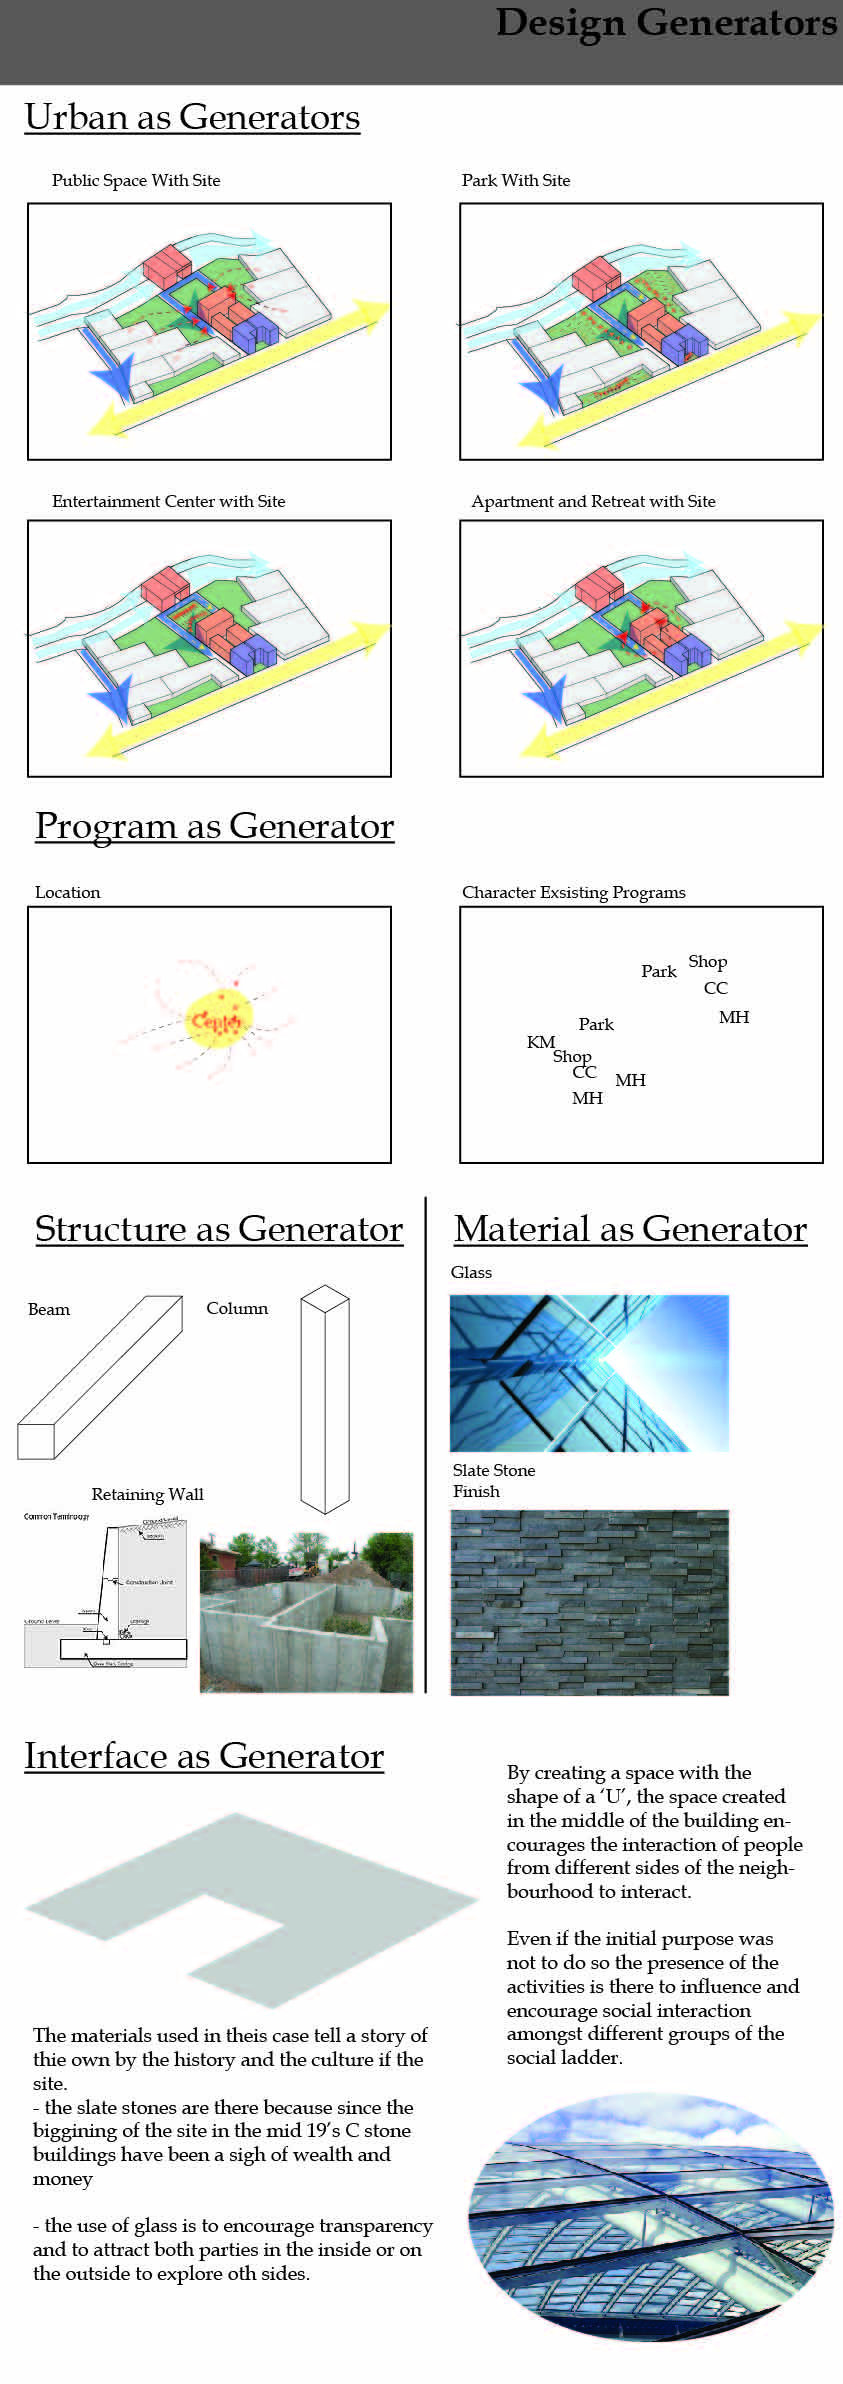 Design Generators
Urban as Generators
Public Space With Site
Park With Site
Entertainment Center with Site
Apartment and Retreat with Site
Program as Generator
Location
Character Exsisting Programs
Center
Park
Shop
CC
MH
Park
KM
Shop
CC
MH
MH
Structure as Generator
Material as Generator
Glass
Beam
Column
Slate Stone
Finish
Retaining Wall
Common Terminology
Construction Joint
Drainage
Ground Level
Interface as Generator
By creating a space with the
shape of a ‘U’, the space created
in the middle of the building en-
courages the interaction of people
from different sides of the neigh-
bourhood to interact.
Even if the initial purpose was
not to do so the presence of the
activities is there to influence and
encourage social interaction
amongst different groups of the
social ladder.
The materials used in theis case tell a story of
thie own by the history and the culture if the
site.
- the slate stones are there because since the
biggining of the site in the mid 19’s C stone
buildings have been a sigh of wealth and
money
- the use of glass is to encourage transparency
and to attract both parties in the inside or on
the outside to explore oth sides.